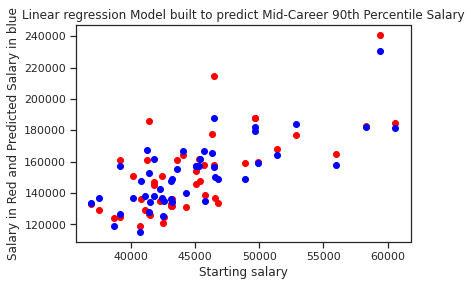 Linear regression Model built to predict Mid-Career 90th Percentile Salary
Salary in Red and Predicted Salary in blue
240000
220000
200000
180000
160000
140000
120000
40000 45000 50000 55000 60000
Starting salary